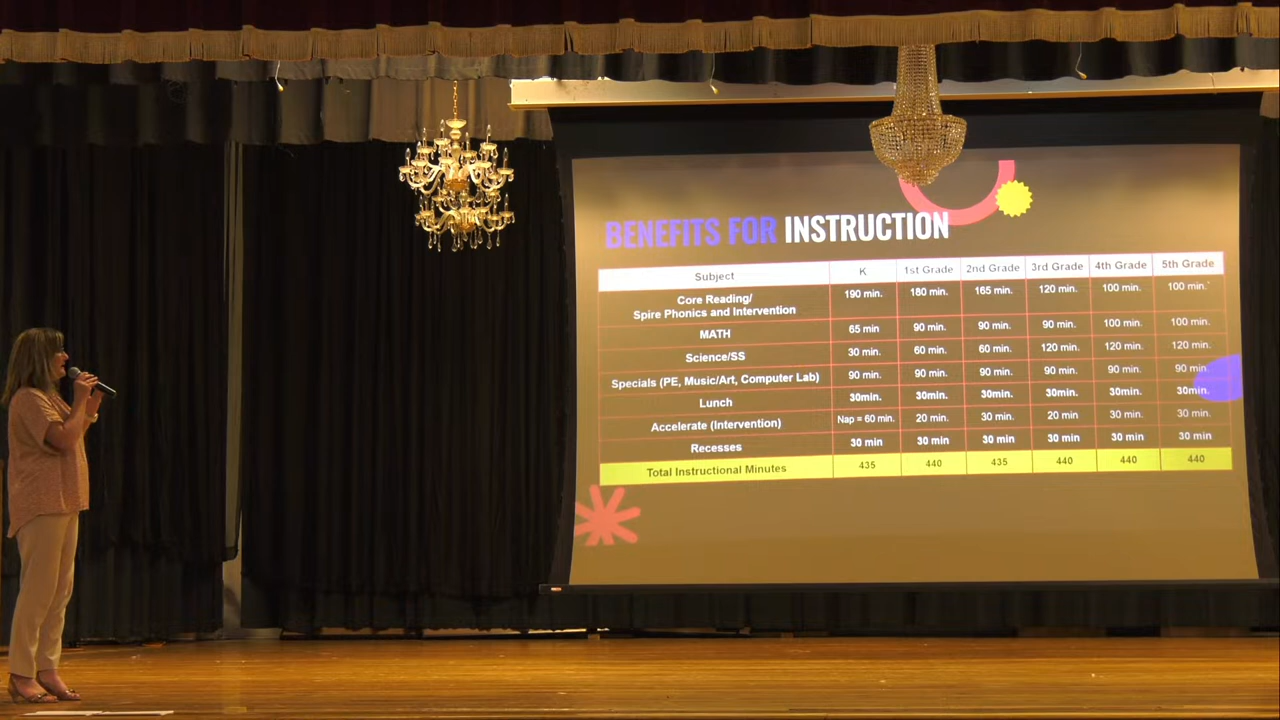 BENEFITS FOR INSTRUCTION
Subject K 1st Grade 2nd Grade 3rd Grade 4th Grade 5th Grade
Core Reading/
Spire Phonics and Intervention 190 min. 180 min. 165 min. 120 min. 100 min. 100 min.
MATH 65 min 90 min. 90 min. 90 min. 100 min. 100 min.
Science/SS 30 min. 60 min. 60 min. 120 min. 120 min. 120 min.
Specials (PE, Music/Art, Computer Lab) 90 min. 90 min. 90 min. 90 min. 90 min. 90 min.
Lunch 30min. 30min. 30min. 30min. 30min. 30min.
Accelerate (Intervention) Nap = 60 min. 20 min. 30 min. 20 min 30 min. 30 min.
Recesses 30 min 30 min 30 min 30 min 30 min 30 min
Total Instructional Minutes 435 440 435 440 440 440